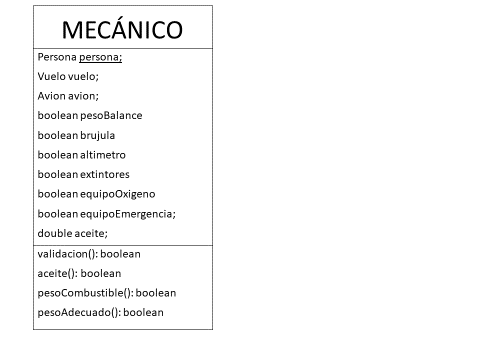 MECÁNICO
Persona persona;
Vuelo vuelo;
Avion avion;
boolean pesoBalance
boolean brujula
boolean altimetro
boolean extintores
boolean equipoOxigeno
boolean equipoEmergencia;
double aceite;
validacion(): boolean
aceite(): boolean
pesoCombustible(): boolean
pesoAdecuado(): boolean